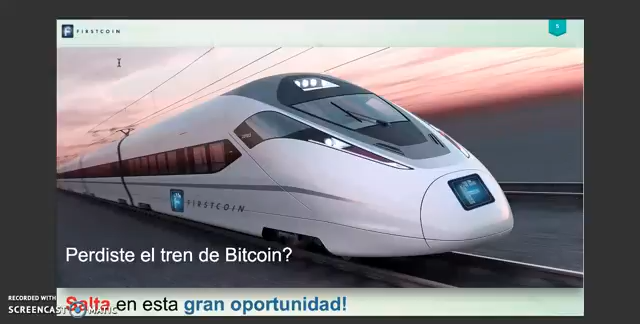 FIRSTCOIN
5
FIRSTCOIN
Perdiste el tren de Bitcoin?
Salta en esta gran oportunidad!
RECORDED WITH
SCREENCAST MATIC